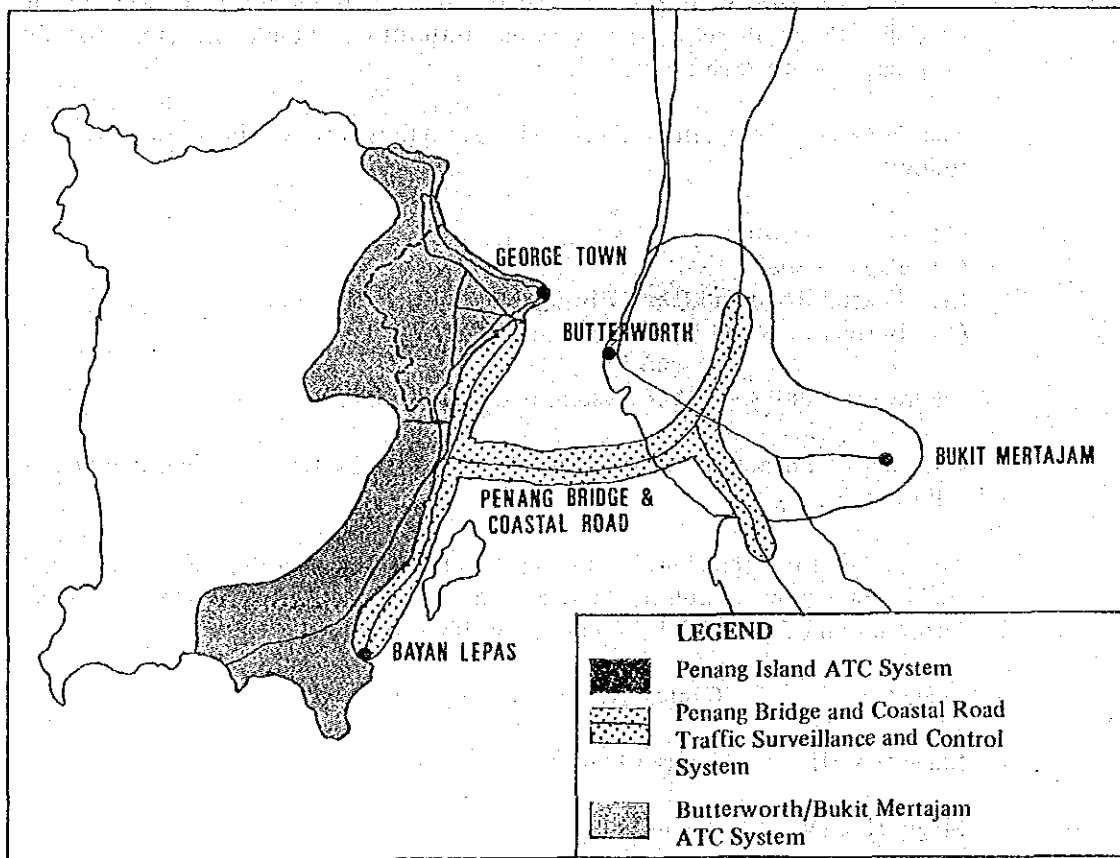 GEORGE TOWN
BUTTERWORTH
BUKIT MERTAJAM
PENANG BRIDGE &
COASTAL ROAD
BAYAN LEPAS
LEGEND
Penang Island ATC System
Penang Bridge and Coastal Road
Traffic Surveillance and Control
System
Butterworth/Bukit Mertajam
ATC System